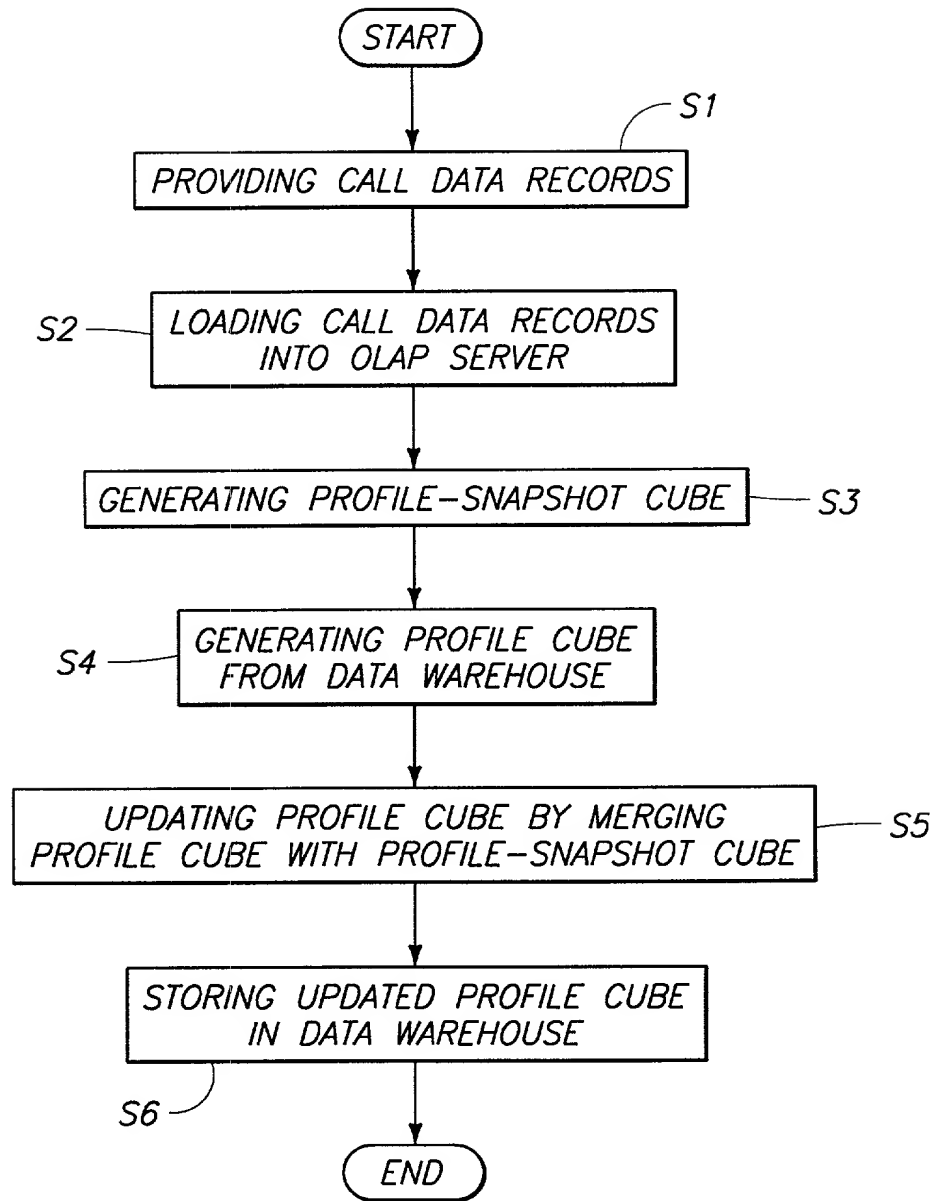 START
S1
PROVIDING CALL DATA RECORDS
S2
LOADING CALL DATA RECORDS
INTO OLAP SERVER
GENERATING PROFILE-SNAPSHOT CUBE
S3
S4
GENERATING PROFILE CUBE
FROM DATA WAREHOUSE
UPDATING PROFILE CUBE BY MERGING
PROFILE CUBE WITH PROFILE-SNAPSHOT CUBE
S5
STORING UPDATED PROFILE CUBE
IN DATA WAREHOUSE
S6
END